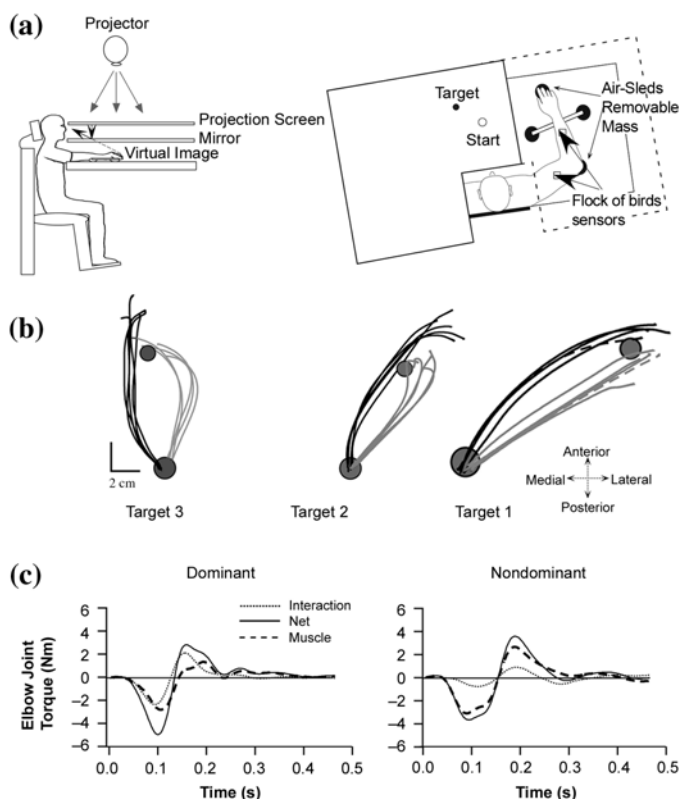 (a)
Projector
Projection Screen
Mirror
Virtual Image
Target
Start
Air-Sleds
Removable
Mass
Flock of birds
sensors
(b)
2 cm
Target 3
Target 2
Target 1
Anterior
Medial
Lateral
Posterior
(c)
Dominant
Nondominant
Interaction
Net
Muscle
Elbow Joint
Torque (Nm)
6
4
2
0
–2
–4
–6
0.0 0.1 0.2 0.3 0.4 0.5
Time (s)
6
4
2
0
–2
–4
–6
0.0 0.1 0.2 0.3 0.4 0.5
Time (s)